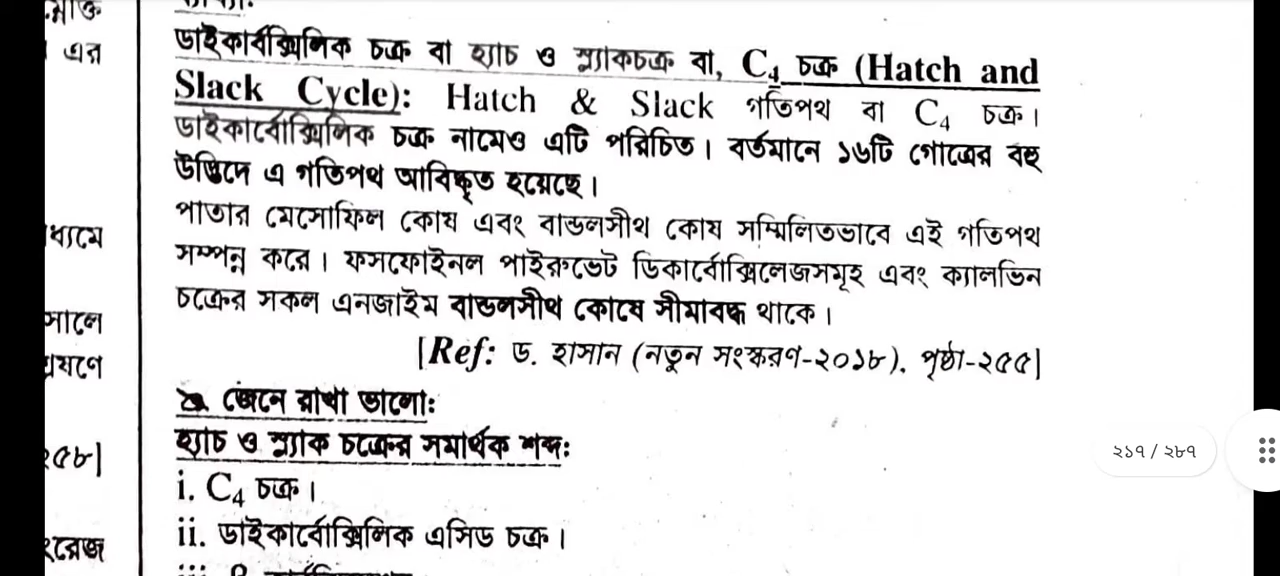 এর
ডাইকার্বক্সিলিক চক্র বা হ্যাচ ও স্ল্যাকচক্র বা, C₄ চক্র (Hatch and
Slack Cycle): Hatch & Slack গতিপথ বা C₄ চক্র।
ডাইকার্বোক্সিলিক চক্র নামেও এটি পরিচিত। বর্তমানে ১৬টি গোত্রের বহু
উদ্ভিদে এ গতিপথ আবিষ্কৃত হয়েছে।
ধ্যমে
পাতার মেসোফিল কোষ এবং বান্ডলসীথ কোষ সম্মিলিতভাবে এই গতিপথ
সম্পন্ন করে। ফসফোইনল পাইরুভেট ডিকার্বোক্সিলেজসমূহ এবং ক্যালভিন
চক্রের সকল এনজাইম বান্ডলসীথ কোষে সীমাবদ্ধ থাকে।
সালে
[Ref: ড. হাসান (নতুন সংস্করণ-২০১৮), পৃষ্ঠা-২৫৫]
জেনে রাখা ভালো:
হ্যাচ ও স্ল্যাক চক্রের সমার্থক শব্দ:
২৫৮]
i. C₄ চক্র।
ii. ডাইকার্বোক্সিলিক এসিড চক্র।
২১৭ / ২৮৭